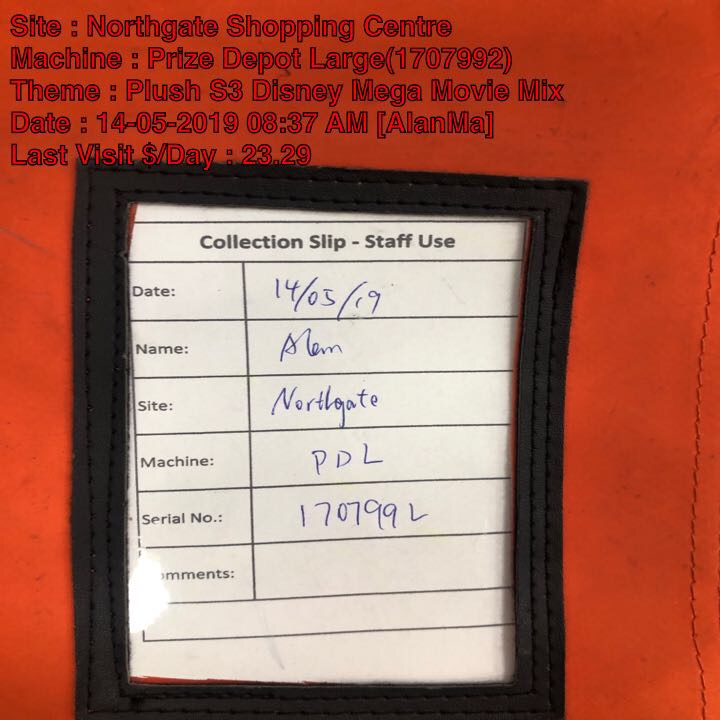 Site : Northgate Shopping Centre
Machine : Prize Depot Large(1707992)
Theme : Plush S3 Disney Mega Movie Mix
Date : 14-05-2019 08:37 AM [AlanMa]
Last Visit $/Day : 23.29
Collection Slip - Staff Use
Date: 14/05/19
Name: Alan
Site: Northgate
Machine: PDL
Serial No.: 1707992
omments: